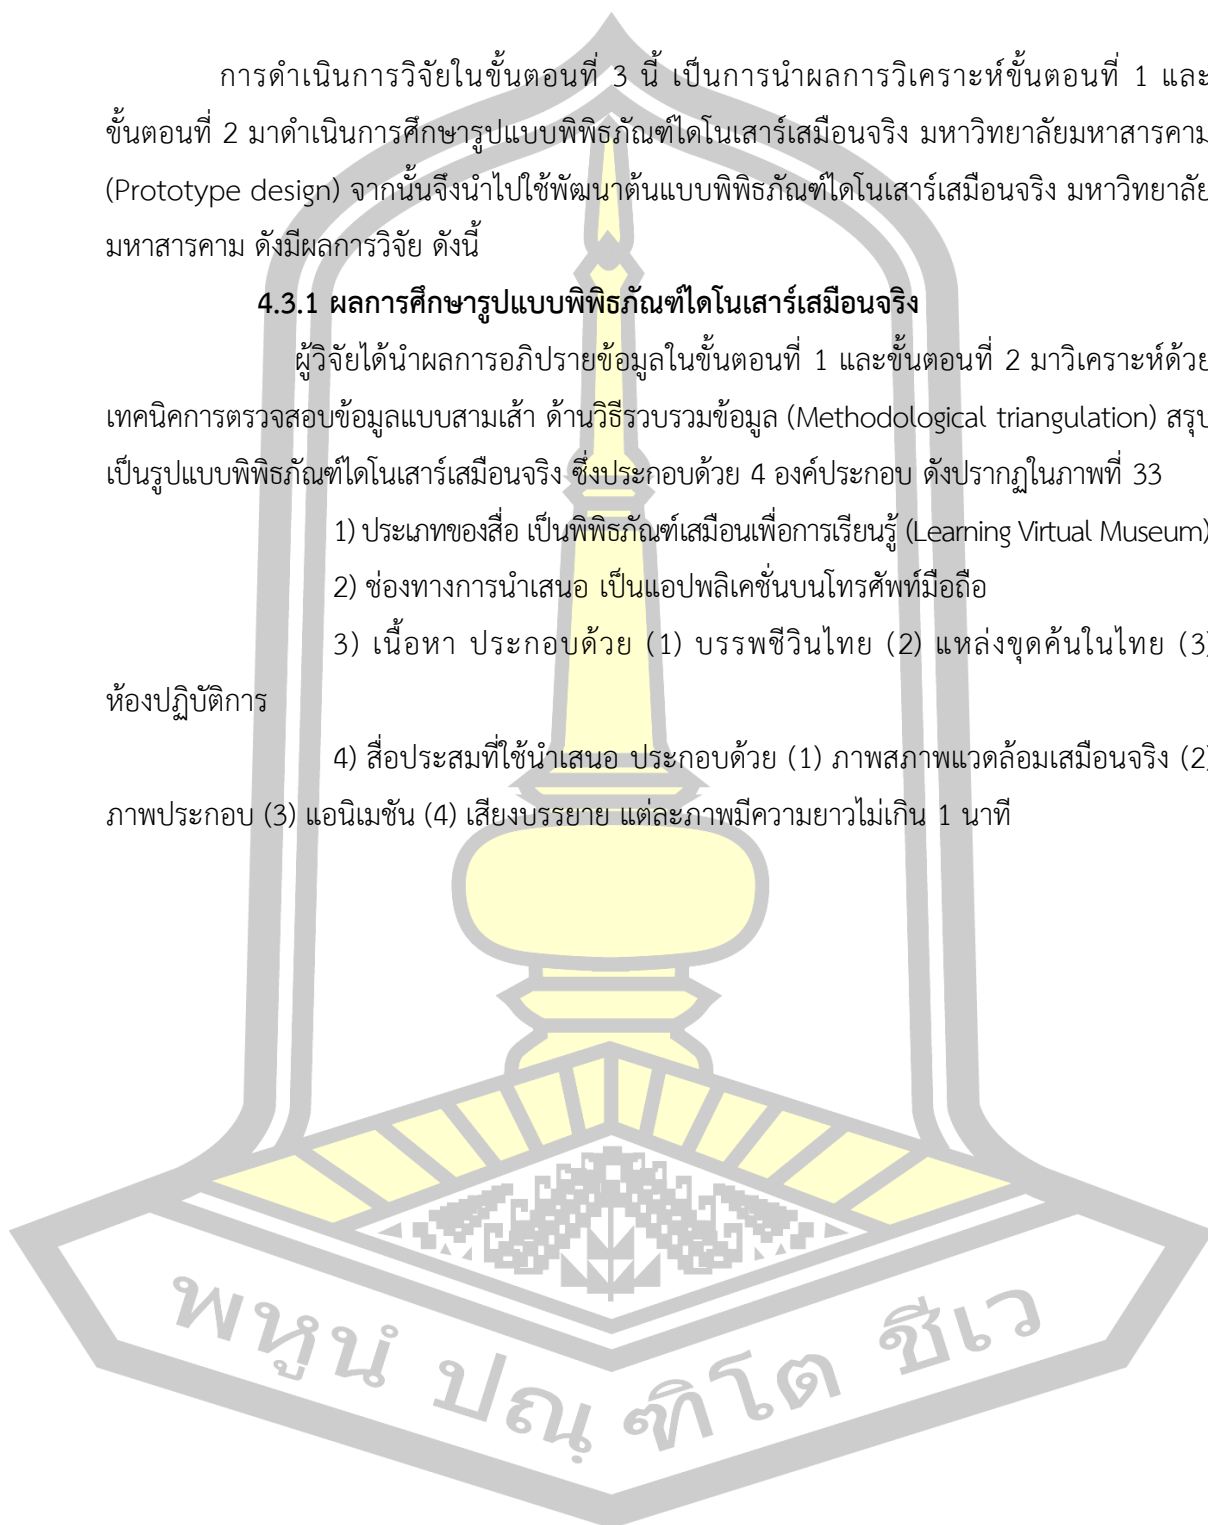 การดำเนินการวิจัยในขั้นตอนที่ 3 นี้ เป็นการนำผลการวิเคราะห์ขั้นตอนที่ 1 และ
ขั้นตอนที่ 2 มาดำเนินการศึกษารูปแบบพิพิธภัณฑ์ไดโนเสาร์เสมือนจริง มหาวิทยาลัยมหาสารคาม
(Prototype design) จากนั้นจึงนำไปใช้พัฒนาต้นแบบพิพิธภัณฑ์ไดโนเสาร์เสมือนจริง มหาวิทยาลัย
มหาสารคาม ดังมีผลการวิจัย ดังนี้
4.3.1 ผลการศึกษารูปแบบพิพิธภัณฑ์ไดโนเสาร์เสมือนจริง
ผู้วิจัยได้นำผลการอภิปรายข้อมูลในขั้นตอนที่ 1 และขั้นตอนที่ 2 มาวิเคราะห์ด้วย
เทคนิคการตรวจสอบข้อมูลแบบสามเส้า ด้านวิธีรวบรวมข้อมูล (Methodological triangulation) สรุป
เป็นรูปแบบพิพิธภัณฑ์ไดโนเสาร์เสมือนจริง ซึ่งประกอบด้วย 4 องค์ประกอบ ดังปรากฏในภาพที่ 33
1) ประเภทของสื่อ เป็นพิพิธภัณฑ์เสมือนเพื่อการเรียนรู้ (Learning Virtual Museum)
2) ช่องทางการนำเสนอ เป็นแอปพลิเคชั่นบนโทรศัพท์มือถือ
3) เนื้อหา ประกอบด้วย (1) บรรพชีวินไทย (2) แหล่งขุดค้นในไทย (3)
ห้องปฏิบัติการ
4) สื่อประสมที่ใช้นำเสนอ ประกอบด้วย (1) ภาพสภาพแวดล้อมเสมือนจริง (2)
ภาพประกอบ (3) แอนิเมชัน (4) เสียงบรรยาย แต่ละภาพมีความยาวไม่เกิน 1 นาที
พหูนํ ปณฺ ฑิโต ชีเว